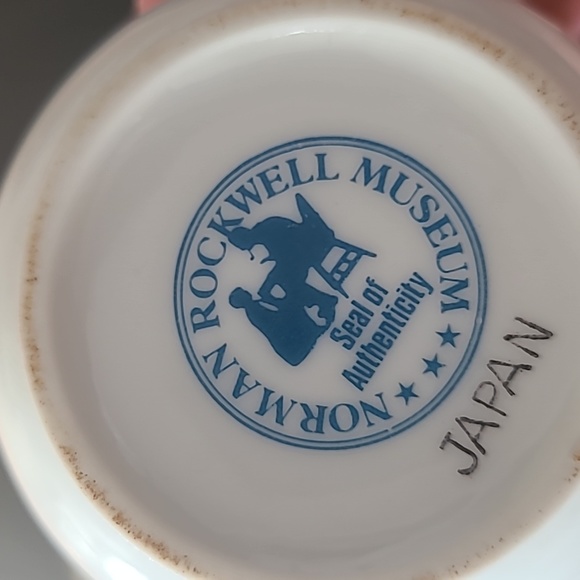 NORMAN ROCKWELL MUSEUM
Seal of
Authenticity
JAPAN